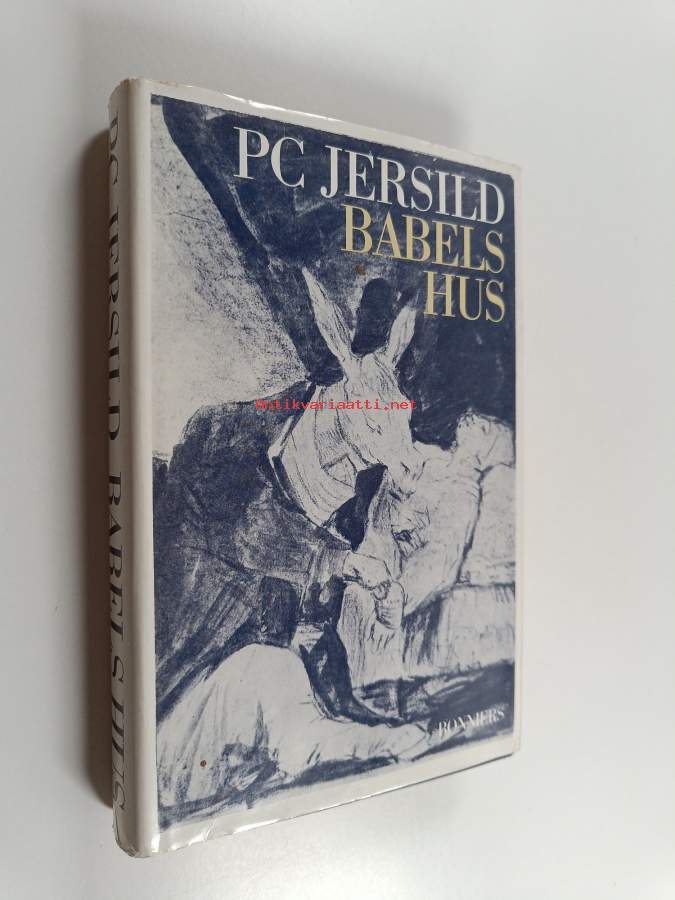 PC JERSILD
BABELS
HUS
Antikvariaatti.net
BONNIERS
PC JERSILD BABELS HUS